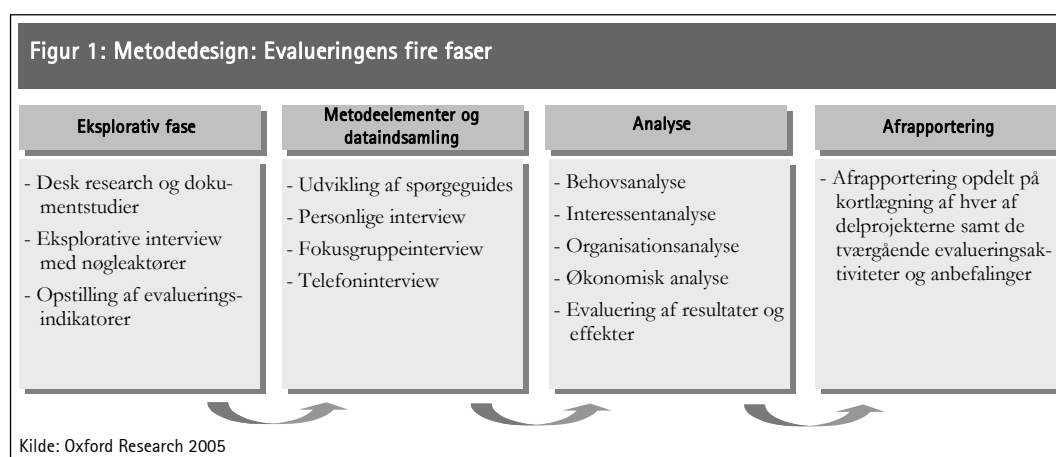 Figur 1: Metodedesign: Evalueringens fire faser
Eksplorativ fase
- Desk research og doku-
mentstudier
- Eksplorative interview
med nøgleaktører
- Opstilling af evaluerings-
indikatorer
Metodeelementer og
dataindsamling
- Udvikling af spørgeguides
- Personlige interview
- Fokusgruppeinterview
- Telefoninterview
Analyse
- Behovsanalyse
- Interessentanalyse
- Organisationsanalyse
- Økonomisk analyse
- Evaluering af resultater og
effekter
Afrapportering
- Afrapportering opdelt på
kortlægning af hver af
delprojekterne samt de
tværgående evalueringsak-
tiviteter og anbefalinger
Kilde: Oxford Research 2005